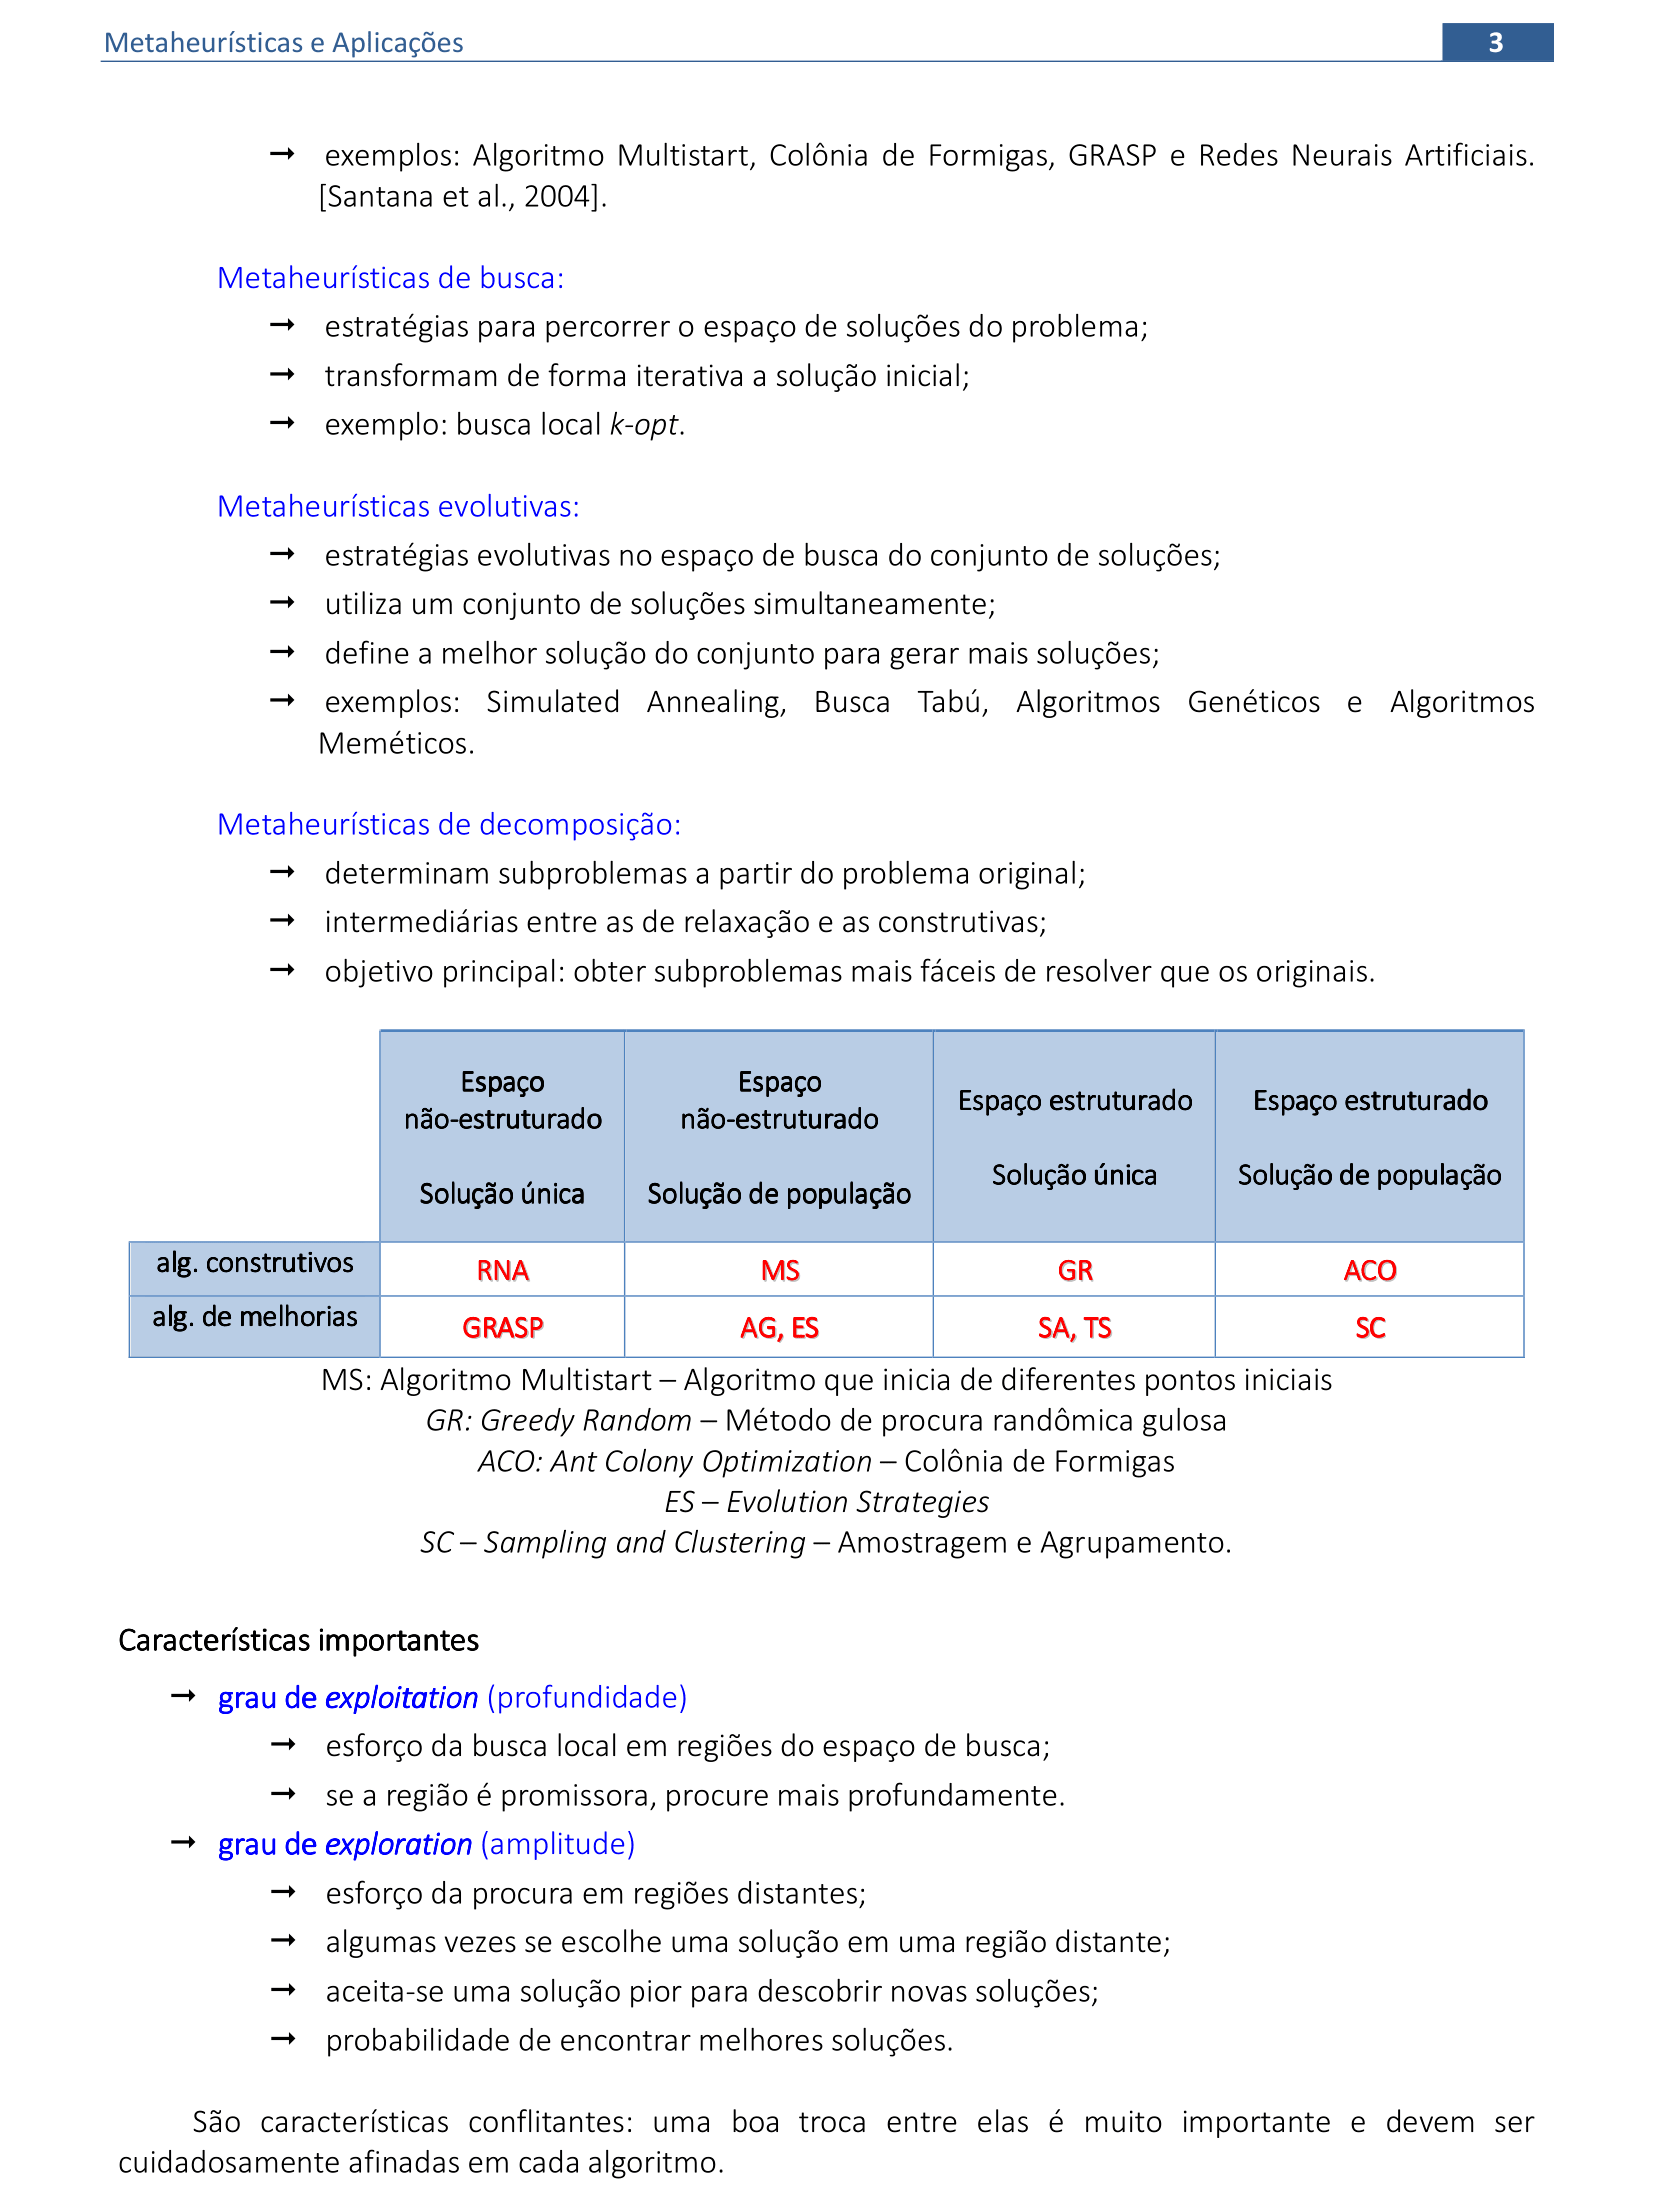 Metaheurísticas e Aplicações 3
➞ exemplos: Algoritmo Multistart, Colônia de Formigas, GRASP e Redes Neurais Artificiais.
[Santana et al., 2004].
Metaheurísticas de busca:
➞ estratégias para percorrer o espaço de soluções do problema;
➞ transformam de forma iterativa a solução inicial;
➞ exemplo: busca local k-opt.
Metaheurísticas evolutivas:
➞ estratégias evolutivas no espaço de busca do conjunto de soluções;
➞ utiliza um conjunto de soluções simultaneamente;
➞ define a melhor solução do conjunto para gerar mais soluções;
➞ exemplos: Simulated Annealing, Busca Tabú, Algoritmos Genéticos e Algoritmos
Meméticos.
Metaheurísticas de decomposição:
➞ determinam subproblemas a partir do problema original;
➞ intermediárias entre as de relaxação e as construtivas;
➞ objetivo principal: obter subproblemas mais fáceis de resolver que os originais.
Espaço
não-estruturado
Solução única
Espaço
não-estruturado
Solução de população
Espaço estruturado
Solução única
Espaço estruturado
Solução de população
alg. construtivos RNA MS GR ACO
alg. de melhorias GRASP AG, ES SA, TS SC
MS: Algoritmo Multistart – Algoritmo que inicia de diferentes pontos iniciais
GR: Greedy Random – Método de procura randômica gulosa
ACO: Ant Colony Optimization – Colônia de Formigas
ES – Evolution Strategies
SC – Sampling and Clustering – Amostragem e Agrupamento.
Características importantes
➞ grau de exploitation (profundidade)
➞ esforço da busca local em regiões do espaço de busca;
➞ se a região é promissora, procure mais profundamente.
➞ grau de exploration (amplitude)
➞ esforço da procura em regiões distantes;
➞ algumas vezes se escolhe uma solução em uma região distante;
➞ aceita-se uma solução pior para descobrir novas soluções;
➞ probabilidade de encontrar melhores soluções.
São características conflitantes: uma boa troca entre elas é muito importante e devem ser
cuidadosamente afinadas em cada algoritmo.